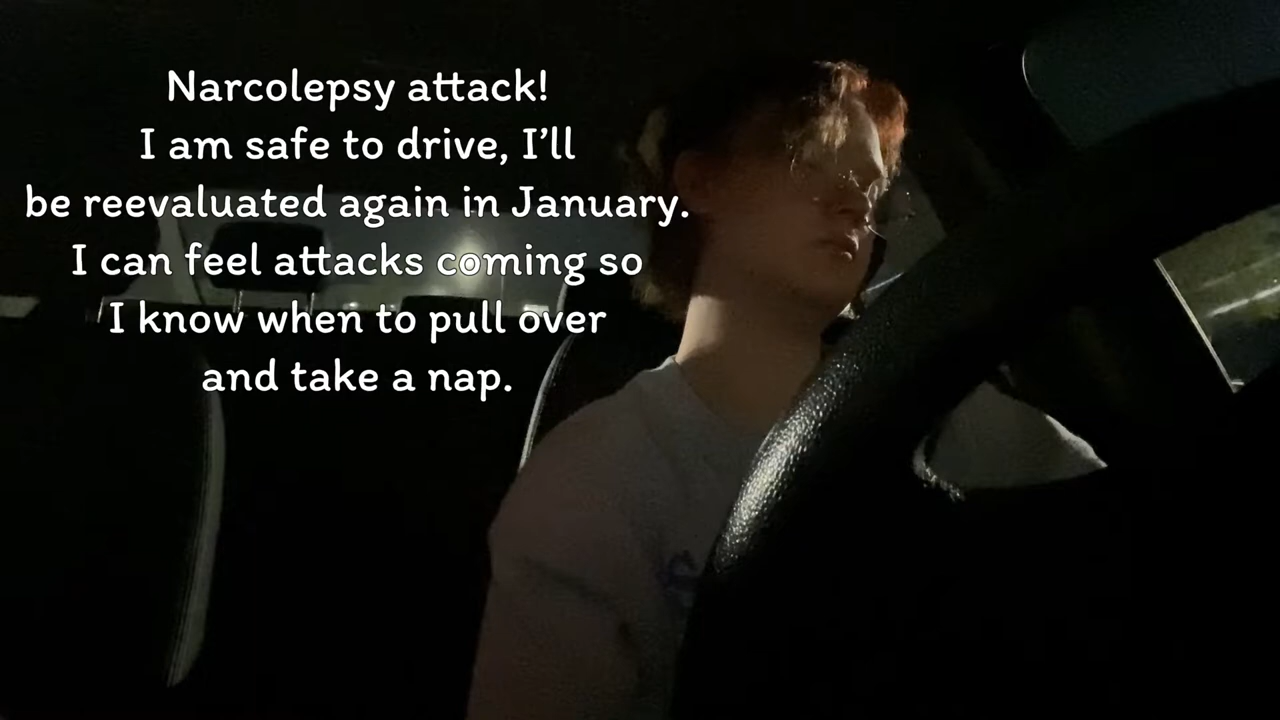 Narcolepsy attack!
I am safe to drive, I’ll
be reevaluated again in January.
I can feel attacks coming so
I know when to pull over
and take a nap.